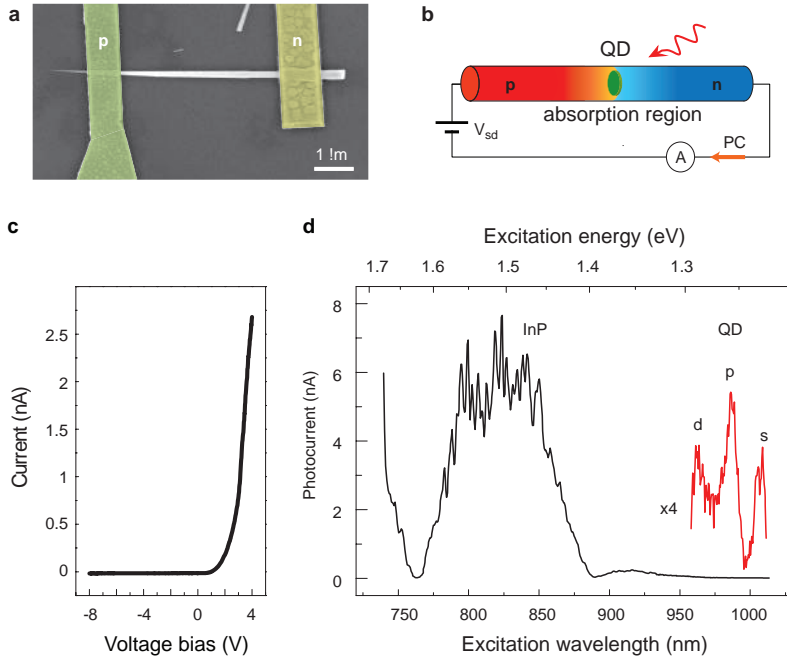 a
p
n
1 !m
b
QD
p
n
absorption region
V_sd
A
PC
c
Current (nA)
2.5
2
1.5
1
0.5
0
-8
-4
0
4
Voltage bias (V)
d
Excitation energy (eV)
1.7
1.6
1.5
1.4
1.3
Photocurrent (nA)
8
6
4
2
0
InP
QD
d
p
s
x4
750
800
850
900
950
1000
Excitation wavelength (nm)